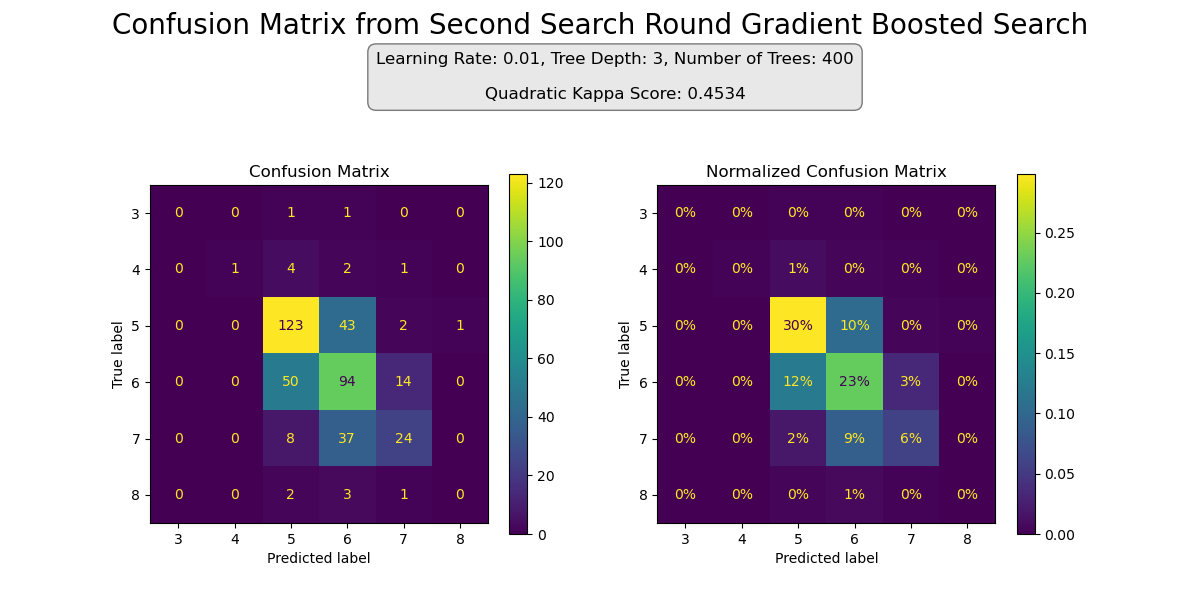 Confusion Matrix from Second Search Round Gradient Boosted Search
Learning Rate: 0.01, Tree Depth: 3, Number of Trees: 400
Quadratic Kappa Score: 0.4534
Confusion Matrix
3 0 0 1 1 0 0
4 0 1 4 2 1 0
5 0 0 123 43 2 1
6 0 0 50 94 14 0
7 0 0 8 37 24 0
8 0 0 2 3 1 0
3 4 5 6 7 8
True label
Predicted label
120
100
80
60
40
20
0
Normalized Confusion Matrix
3 0% 0% 0% 0% 0% 0%
4 0% 0% 1% 0% 0% 0%
5 0% 0% 30% 10% 0% 0%
6 0% 0% 12% 23% 3% 0%
7 0% 0% 2% 9% 6% 0%
8 0% 0% 0% 1% 0% 0%
3 4 5 6 7 8
True label
Predicted label
0.25
0.20
0.15
0.10
0.05
0.00